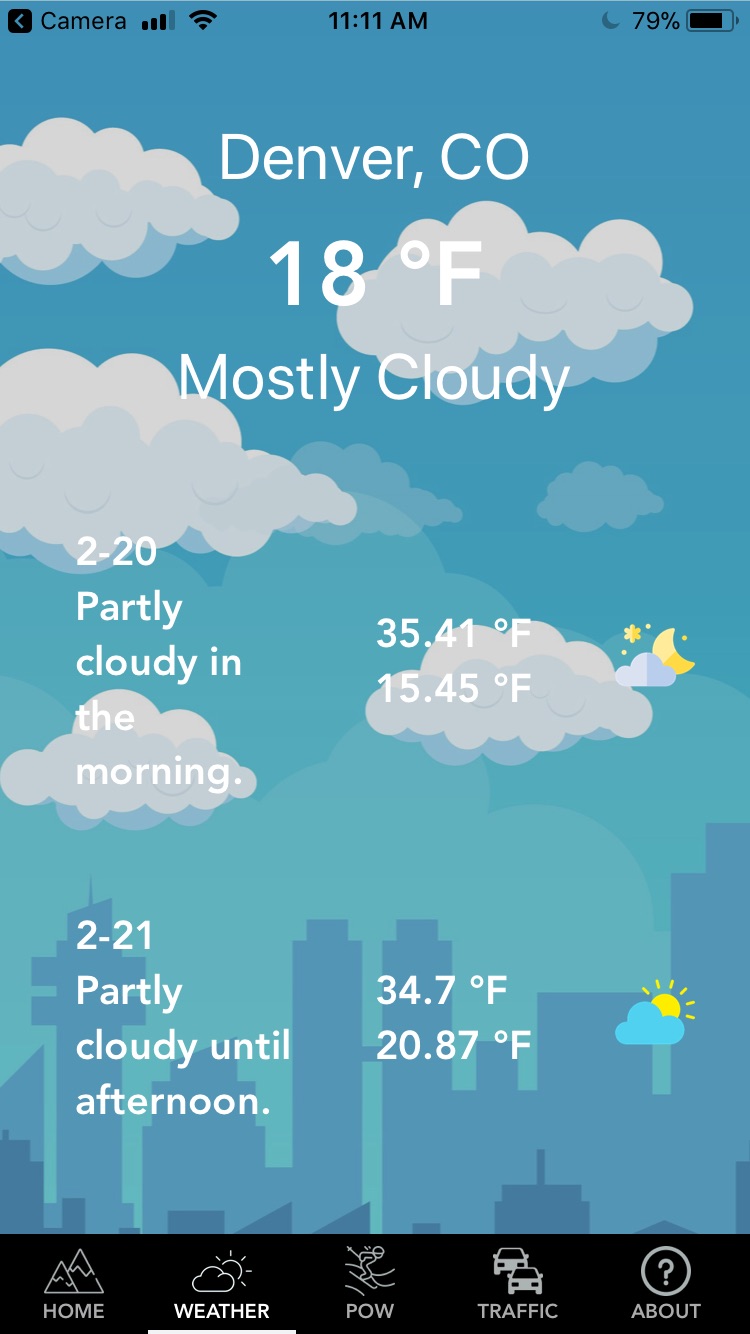 Camera 11:11 AM 79%
Denver, CO
18 °F
Mostly Cloudy
2-20
Partly
cloudy in
the
morning.
35.41 °F
15.45 °F
2-21
Partly
cloudy until
afternoon.
34.7 °F
20.87 °F
HOME WEATHER POW TRAFFIC ABOUT